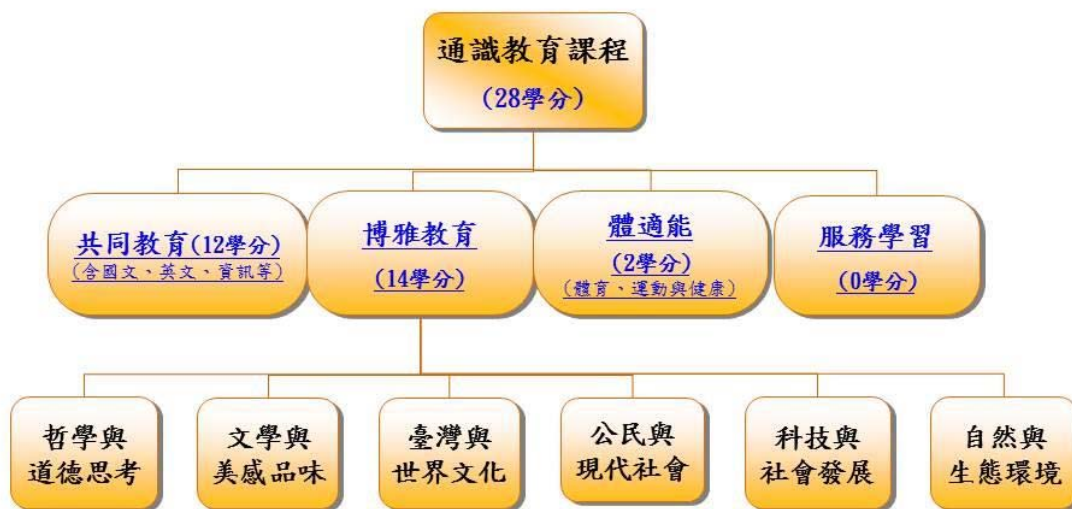 通識教育課程
(28學分)
共同教育(12學分)
(含國文、英文、資訊等)
博雅教育
(14學分)
體適能
(2學分)
(體育、運動與健康)
服務學習
(0學分)
哲學與
道德思考
文學與
美感品味
臺灣與
世界文化
公民與
現代社會
科技與
社會發展
自然與
生態環境